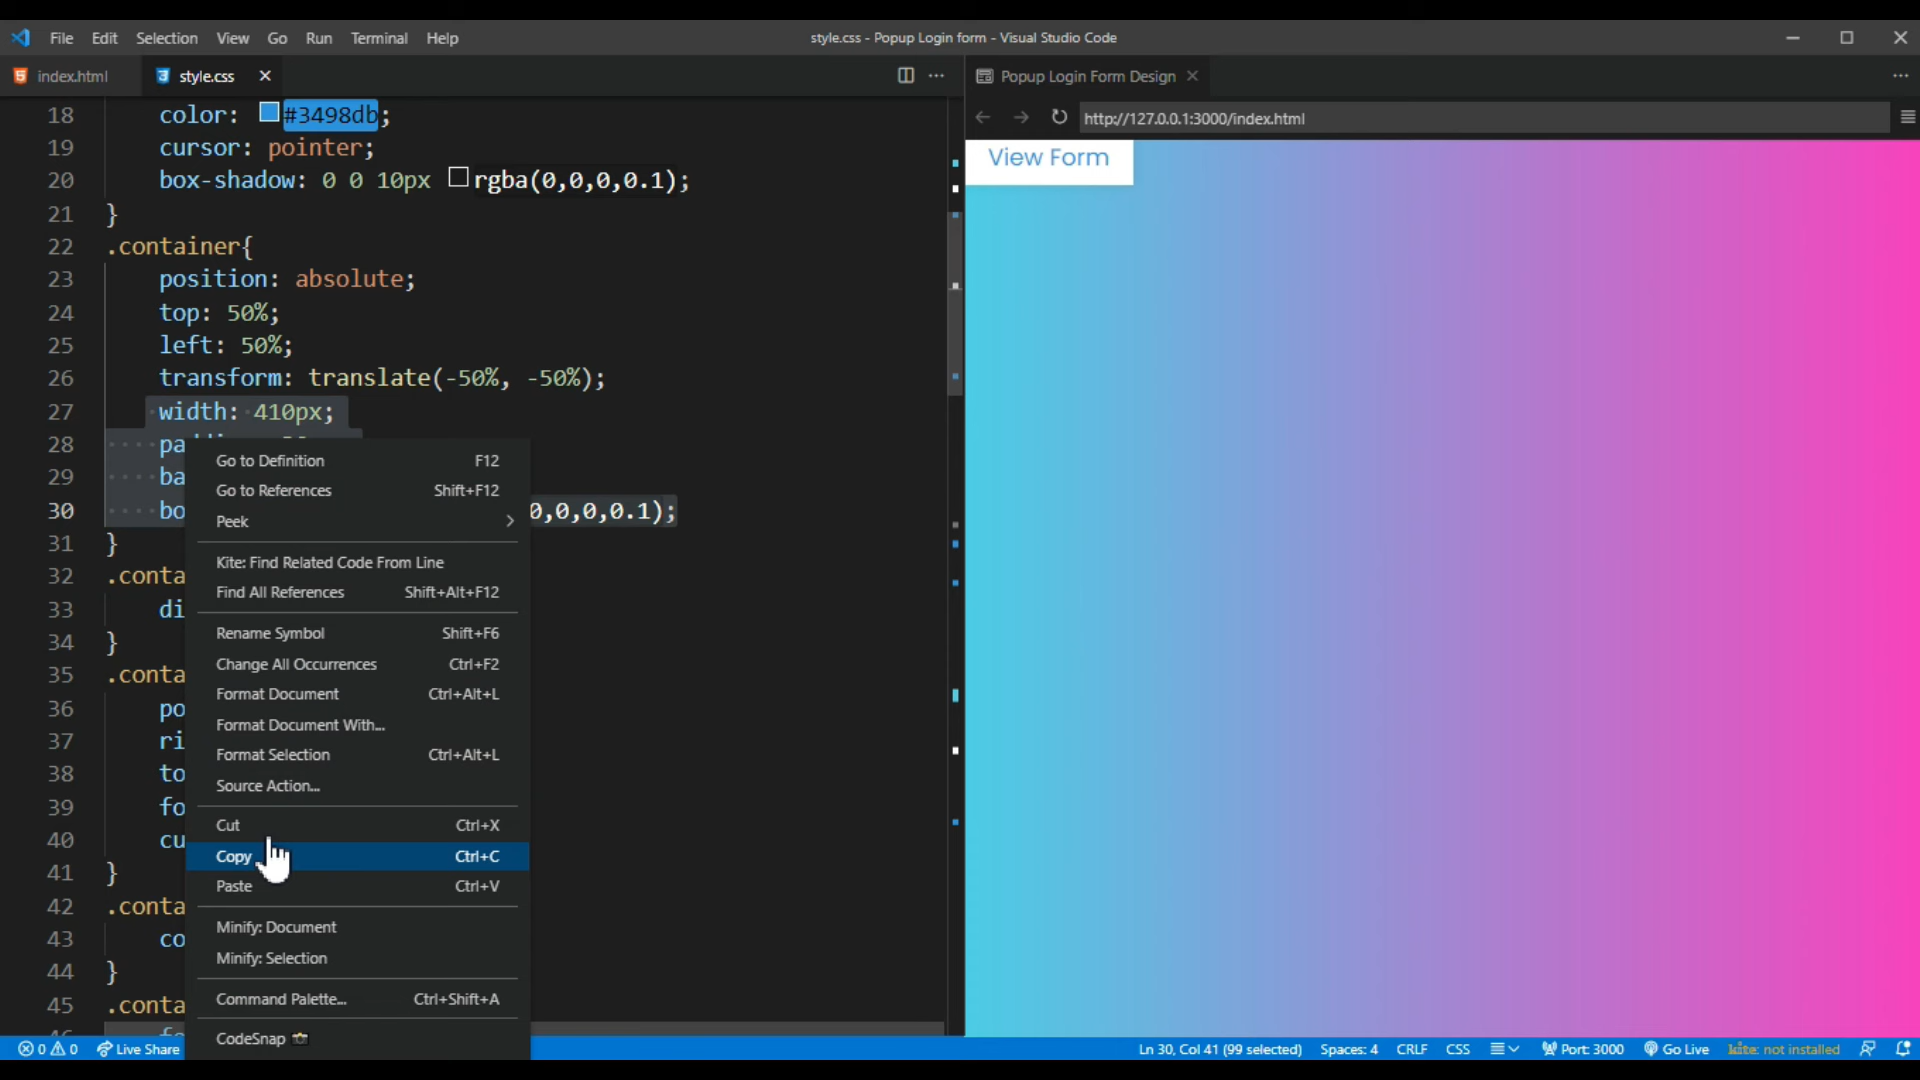 File Edit Selection View Go Run Terminal Help
style.css - Popup Login form - Visual Studio Code
index.html
style.css
Popup Login Form Design
http://127.0.0.1:3000/index.html
18 color: #3498db;
19 cursor: pointer;
20 box-shadow: 0 0 10px rgba(0,0,0,0.1);
21 }
22 .container{
23 position: absolute;
24 top: 50%;
25 left: 50%;
26 transform: translate(-50%, -50%);
27 width: 410px;
28 pa
29 ba
30 bo 0,0,0,0.1);
31 }
32 .conta
33 di
34 }
35 .conta
36 po
37 ri
38 to
39 fo
40 cu
41 }
42 .conta
43 co
44 }
45 .conta
Go to Definition F12
Go to References Shift+F12
Peek
Kite: Find Related Code From Line
Find All References Shift+Alt+F12
Rename Symbol Shift+F6
Change All Occurrences Ctrl+F2
Format Document Ctrl+Alt+L
Format Document With...
Format Selection Ctrl+Alt+L
Source Action...
Cut Ctrl+X
Copy Ctrl+C
Paste Ctrl+V
Minify: Document
Minify: Selection
Command Palette... Ctrl+Shift+A
CodeSnap
View Form
0 0 Live Share
Ln 30, Col 41 (99 selected) Spaces: 4 CRLF CSS Port: 3000 Go Live kite: not installed